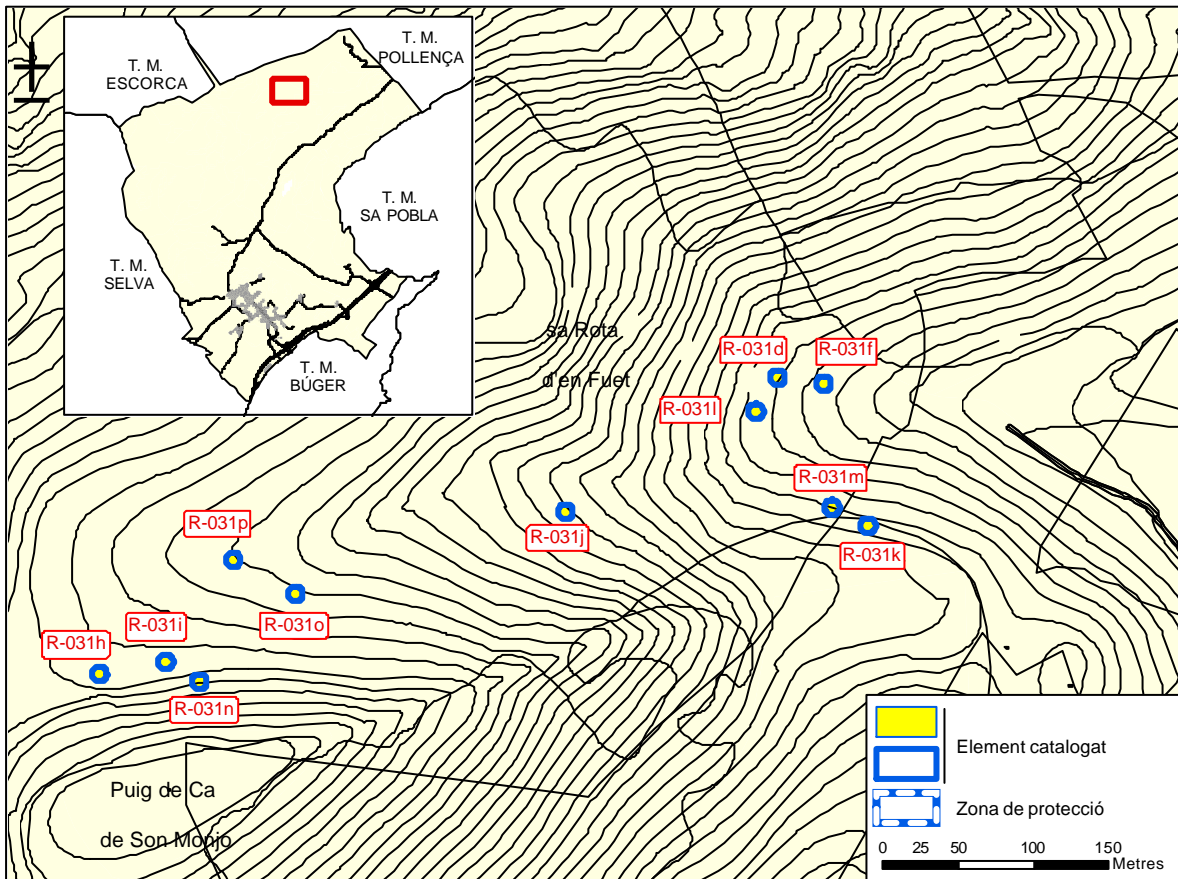 T. M.
POLLENÇA
T. M.
ESCORCA
T. M.
SA POBLA
T. M.
SELVA
T. M.
BÚGER
sa Rota
d'en Fuet
R-031d
R-031f
R-031l
R-031m
R-031k
R-031j
R-031p
R-031o
R-031i
R-031h
R-031n
Puig de Ca
de Son Monjo
Element catalogat
Zona de protecció
0 25 50 100 150
Metres